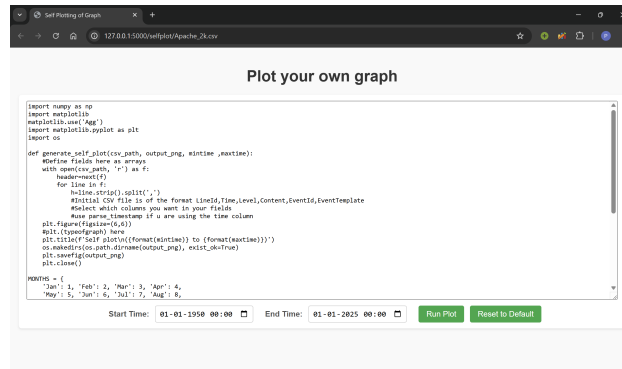 Self Plotting of Graph
127.0.0.1:5000/selfplot/Apache_2k.csv
Plot your own graph
import numpy as np
import matplotlib
matplotlib.use('Agg')
import matplotlib.pyplot as plt
import os
def generate_self_plot(csv_path, output_png, mintime ,maxtime):
    #Define fields here as arrays
    with open(csv_path, 'r') as f:
        header=next(f)
        for line in f:
            h=line.strip().split(',')
            #Initial CSV file is of the format LineId,Time,Level,Content,EventId,EventTemplate
            #Select which columns you want in your fields
            #use parse_timestamp if u are using the time column
    plt.figure(figsize=(6,6))
    #plt.(typeofgraph) here
    plt.title(f'Self plot\n({format(mintime)} to {format(maxtime)})')
    os.makedirs(os.path.dirname(output_png), exist_ok=True)
    plt.savefig(output_png)
    plt.close()
MONTHS = {
    'Jan': 1, 'Feb': 2, 'Mar': 3, 'Apr': 4,
    'May': 5, 'Jun': 6, 'Jul': 7, 'Aug': 8,
Start Time: 01-01-1950 00:00 End Time: 01-01-2025 00:00 Run Plot Reset to Default